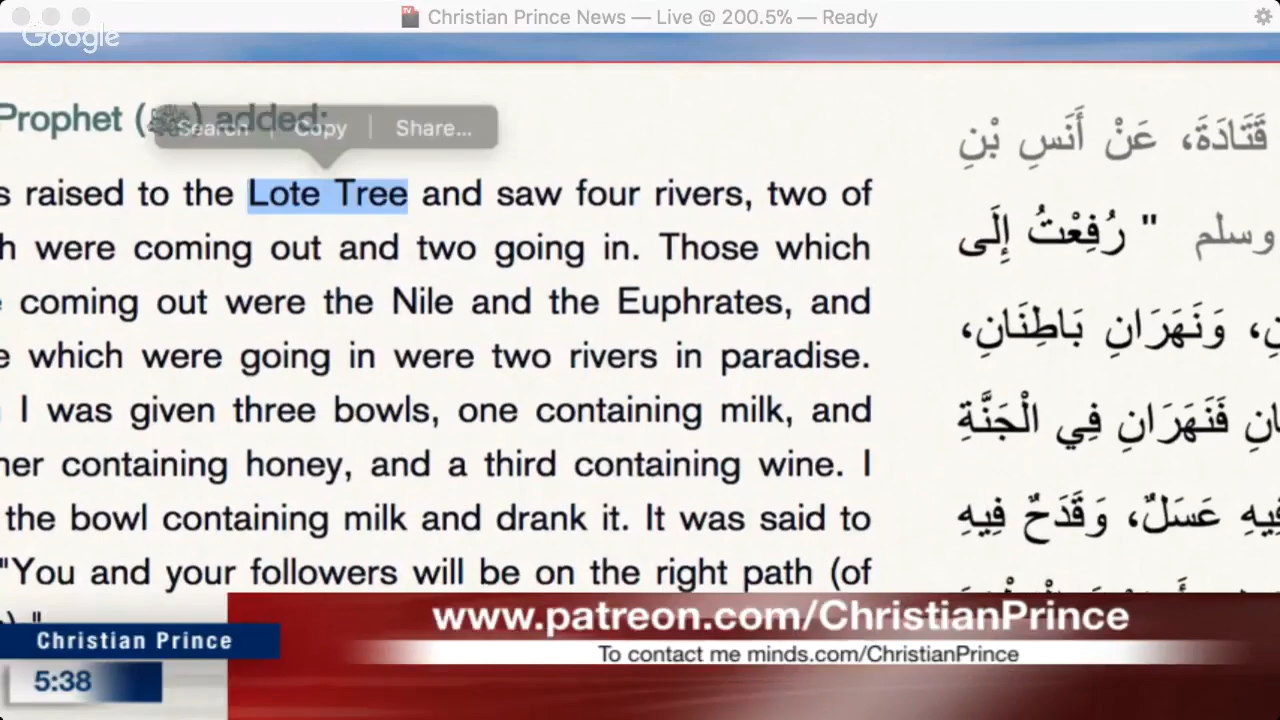 Christian Prince News — Live @ 200.5% — Ready
Google
Prophet (ﷺ) added:
Search Copy Share...
raised to the Lote Tree and saw four rivers, two of
were coming out and two going in. Those which
coming out were the Nile and the Euphrates, and
which were going in were two rivers in paradise.
I was given three bowls, one containing milk, and
containing honey, and a third containing wine. I
the bowl containing milk and drank it. It was said to
"You and your followers will be on the right path (of
قَتَادَةَ، عَنْ أَنَسِ بْنِ
وسلم " رُفِعْتُ إِلَى
وَنَهَرَانِ بَاطِنَانِ،
فَنَهَرَانِ فِي الْجَنَّةِ
فِيهِ عَسَلٌ، وَقَدَحٌ فِيهِ
www.patreon.com/ChristianPrince
To contact me minds.com/ChristianPrince
Christian Prince
5:38